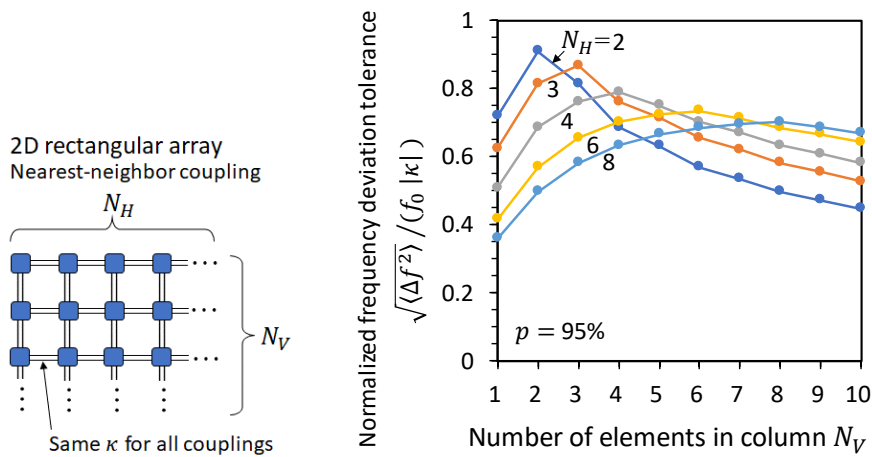 2D rectangular array
Nearest-neighbor coupling
N_H
N_V
Same κ for all couplings
Normalized frequency deviation tolerance
√⟨Δf²⟩ / (f₀ |κ|)
1
0.8
0.6
0.4
0.2
0
N_H=2
3
4
6
8
p = 95%
1 2 3 4 5 6 7 8 9 10
Number of elements in column N_V